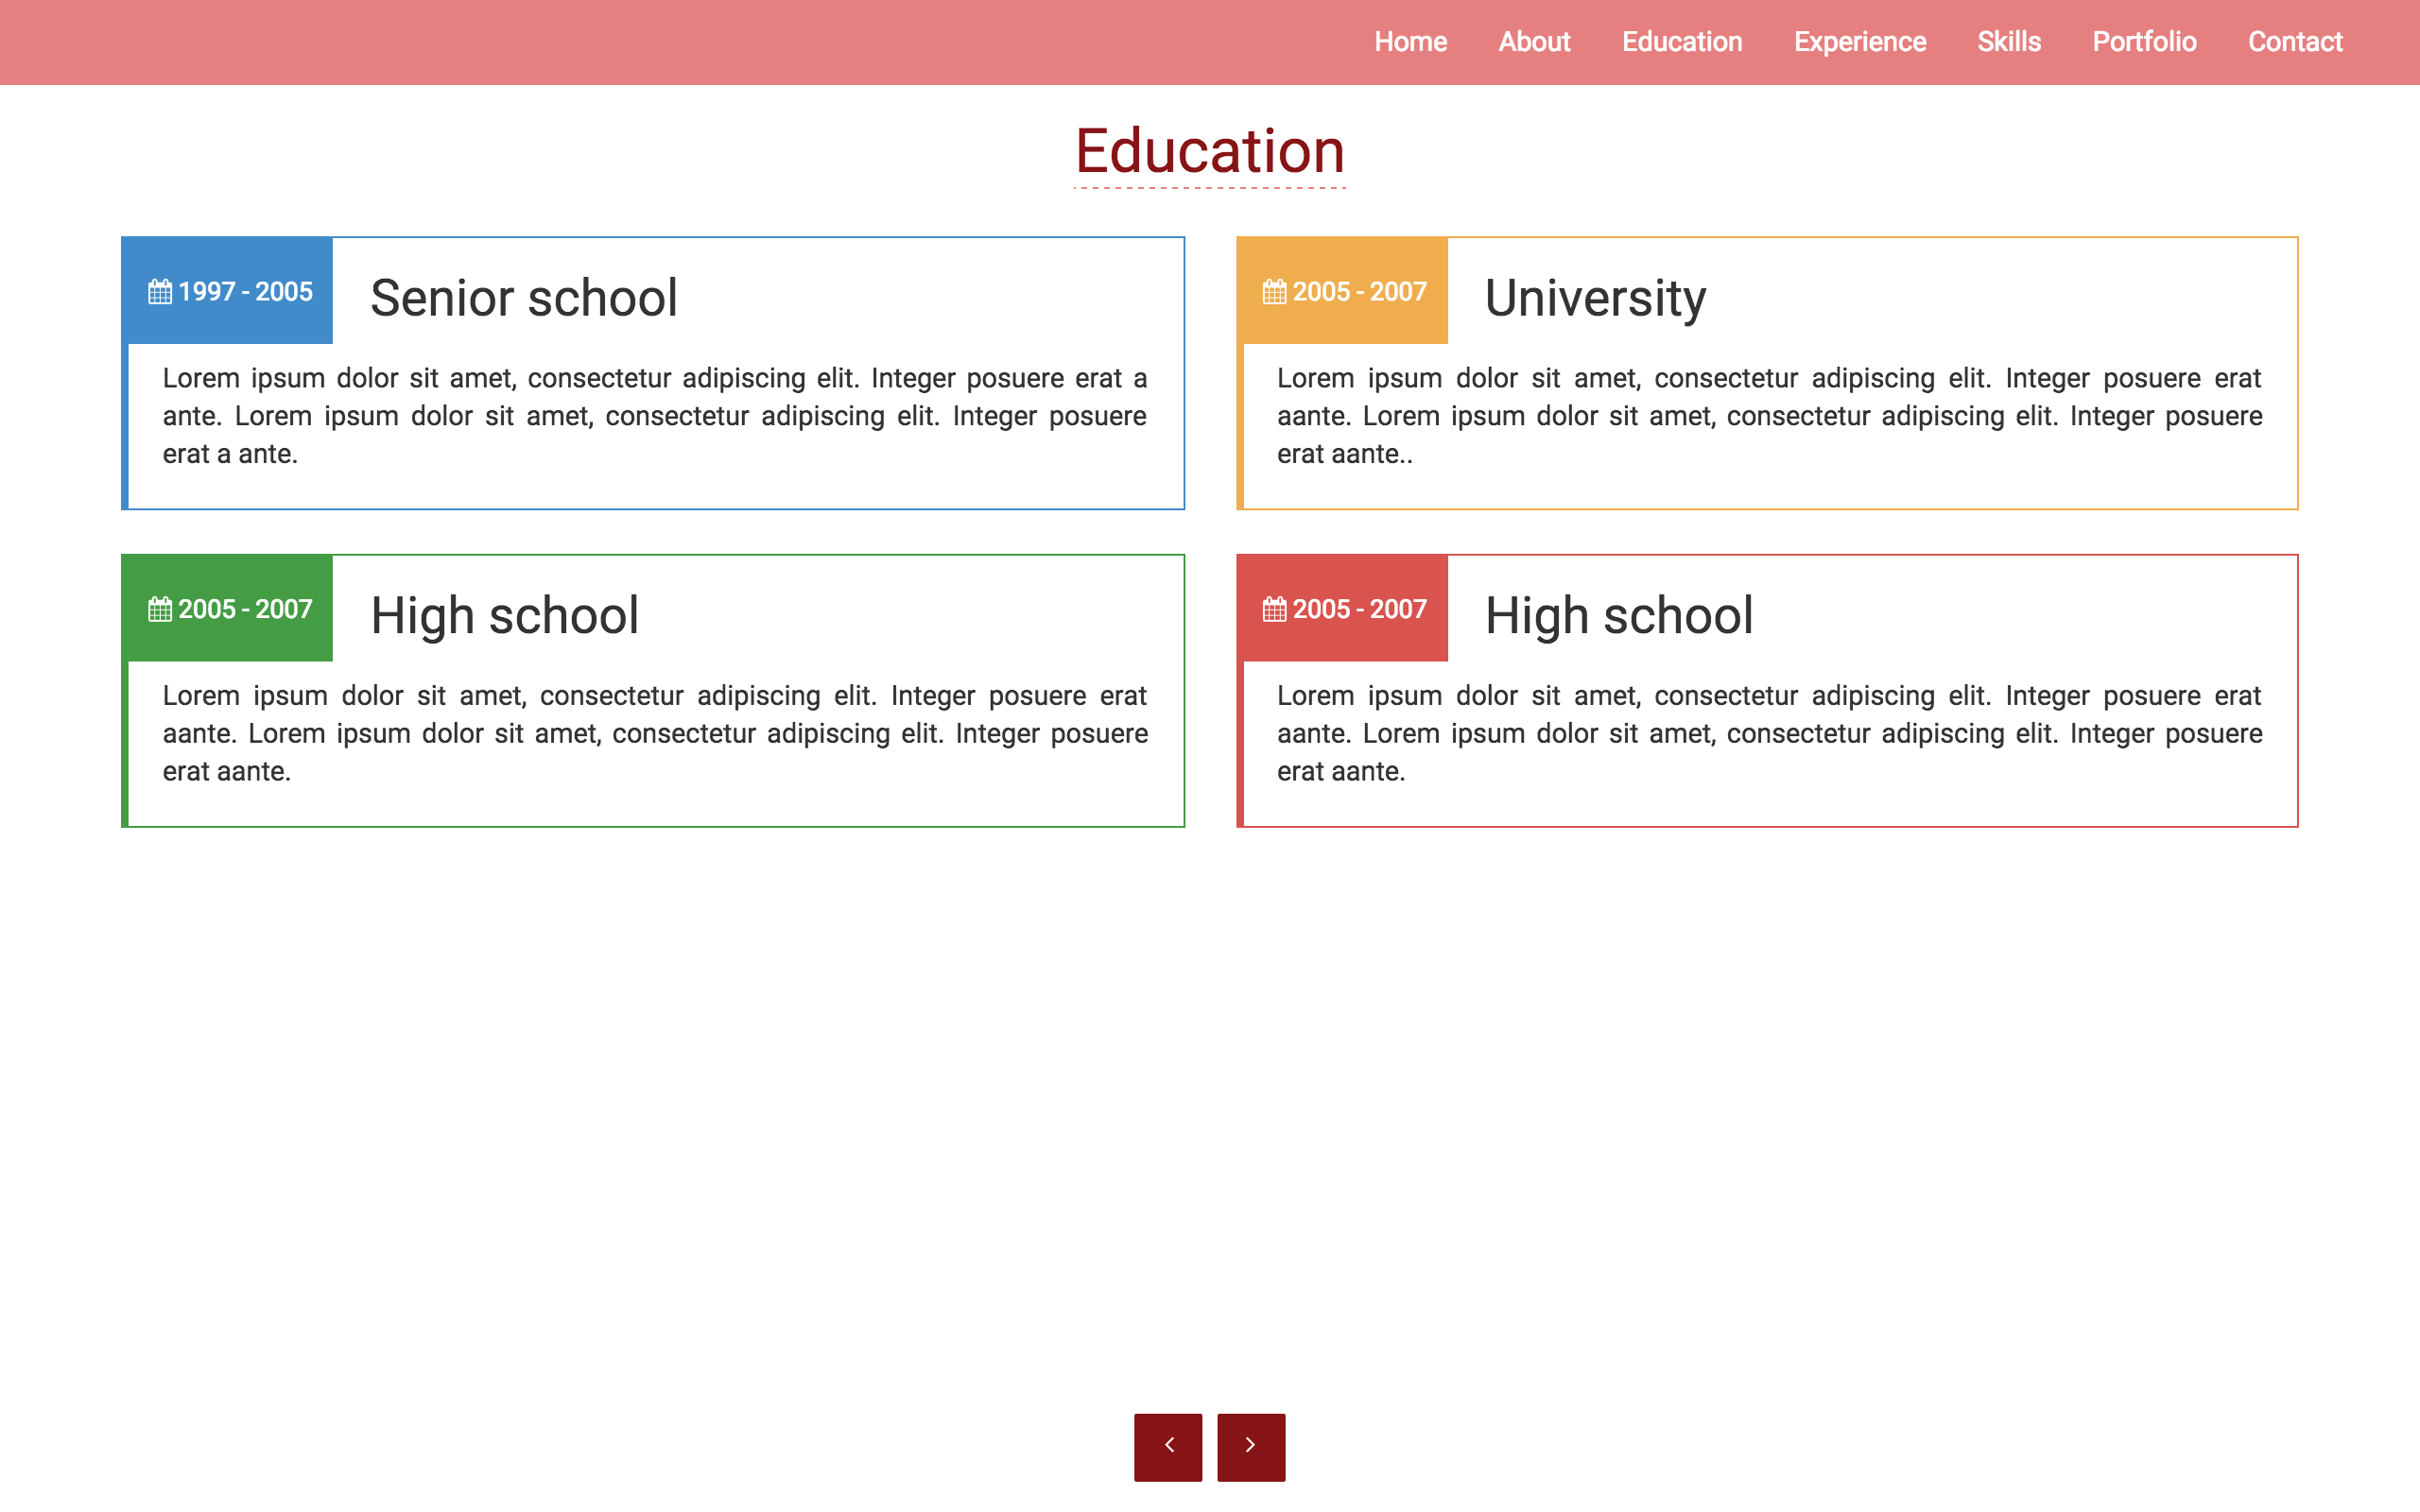 Home About Education Experience Skills Portfolio Contact
Education
1997 - 2005 Senior school
Lorem ipsum dolor sit amet, consectetur adipiscing elit. Integer posuere erat a
ante. Lorem ipsum dolor sit amet, consectetur adipiscing elit. Integer posuere
erat a ante.
2005 - 2007 University
Lorem ipsum dolor sit amet, consectetur adipiscing elit. Integer posuere erat
aante. Lorem ipsum dolor sit amet, consectetur adipiscing elit. Integer posuere
erat aante..
2005 - 2007 High school
Lorem ipsum dolor sit amet, consectetur adipiscing elit. Integer posuere erat
aante. Lorem ipsum dolor sit amet, consectetur adipiscing elit. Integer posuere
erat aante.
2005 - 2007 High school
Lorem ipsum dolor sit amet, consectetur adipiscing elit. Integer posuere erat
aante. Lorem ipsum dolor sit amet, consectetur adipiscing elit. Integer posuere
erat aante.